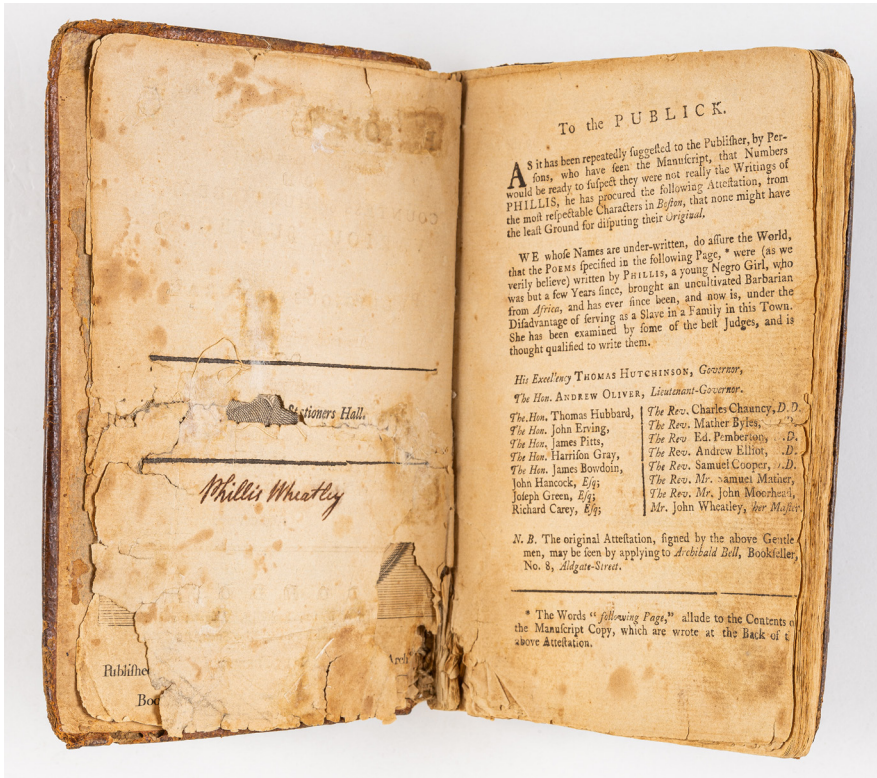 Stationers Hall.
Phillis Wheatley
Publishe
Boo
Arch
To the PUBLICK.
AS it has been repeatedly ſuggeſted to the Publiſher, by Per-
ſons, who have ſeen the Manuſcript, that Numbers
would be ready to ſuſpect they were not really the Writings of
PHILLIS, he has procured the following Atteſtation, from
the moſt reſpectable Characters in Boſton, that none might have
the leaſt Ground for diſputing their Original.
WE whoſe Names are under-written, do aſſure the World,
that the POEMS ſpecified in the following Page, * were (as we
verily believe) written by PHILLIS, a young Negro Girl, who
was but a few Years ſince, brought an uncultivated Barbarian
from Africa, and has ever ſince been, and now is, under the
Diſadvantage of ſerving as a Slave in a Family in this Town.
She has been examined by ſome of the beſt Judges, and is
thought qualified to write them.
His Excellency THOMAS HUTCHINSON, Governor,
The Hon. ANDREW OLIVER, Lieutenant-Governor.
The Hon. Thomas Hubbard,
The Hon. John Erving,
The Hon. James Pitts,
The Hon. Harriſon Gray,
The Hon. James Bowdoin,
John Hancock, Eſq;
Joſeph Green, Eſq;
Richard Carey, Eſq;
The Rev. Charles Chauncy, D.D.
The Rev. Mather Byles,
The Rev Ed. Pemberton, .D.
The Rev. Andrew Elliot, .D.
The Rev. Samuel Cooper, .D.
The Rev. Mr. Samuel Mather,
The Rev. Mr. John Moorhead,
Mr. John Wheatley, her Maſter.
N. B. The original Atteſtation, ſigned by the above Gentle
men, may be ſeen by applying to Archibald Bell, Bookſeller,
No. 8, Aldgate-Street.
* The Words " following Page," allude to the Contents o
the Manuſcript Copy, which are wrote at the Back of t
above Atteſtation.